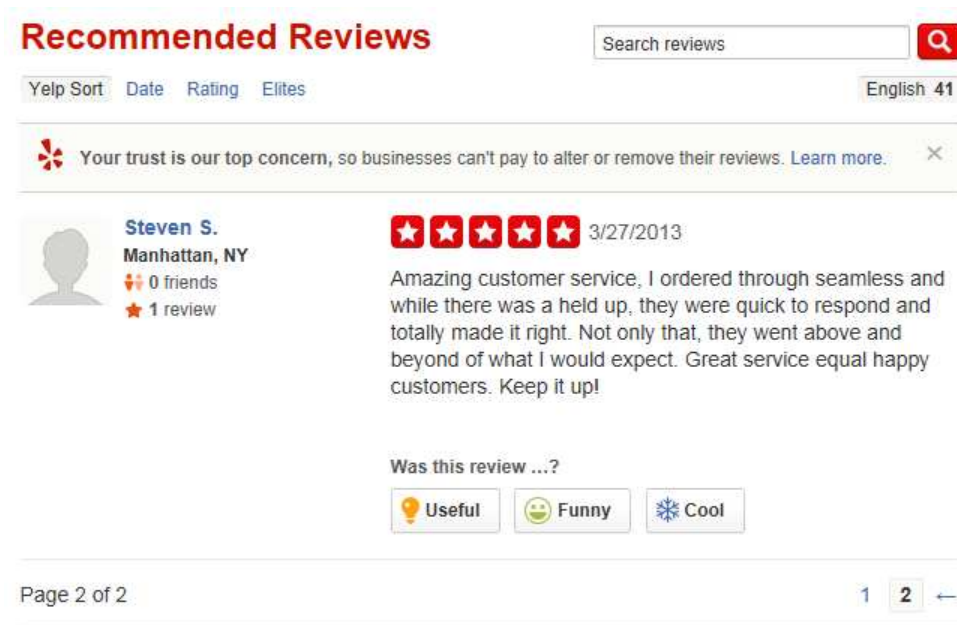 Recommended Reviews
Search reviews
Yelp Sort Date Rating Elites
English 41
Your trust is our top concern, so businesses can't pay to alter or remove their reviews. Learn more.
Steven S.
Manhattan, NY
0 friends
1 review
3/27/2013
Amazing customer service, I ordered through seamless and
while there was a held up, they were quick to respond and
totally made it right. Not only that, they went above and
beyond of what I would expect. Great service equal happy
customers. Keep it up!
Was this review ...?
Useful Funny Cool
Page 2 of 2
1 2 ←